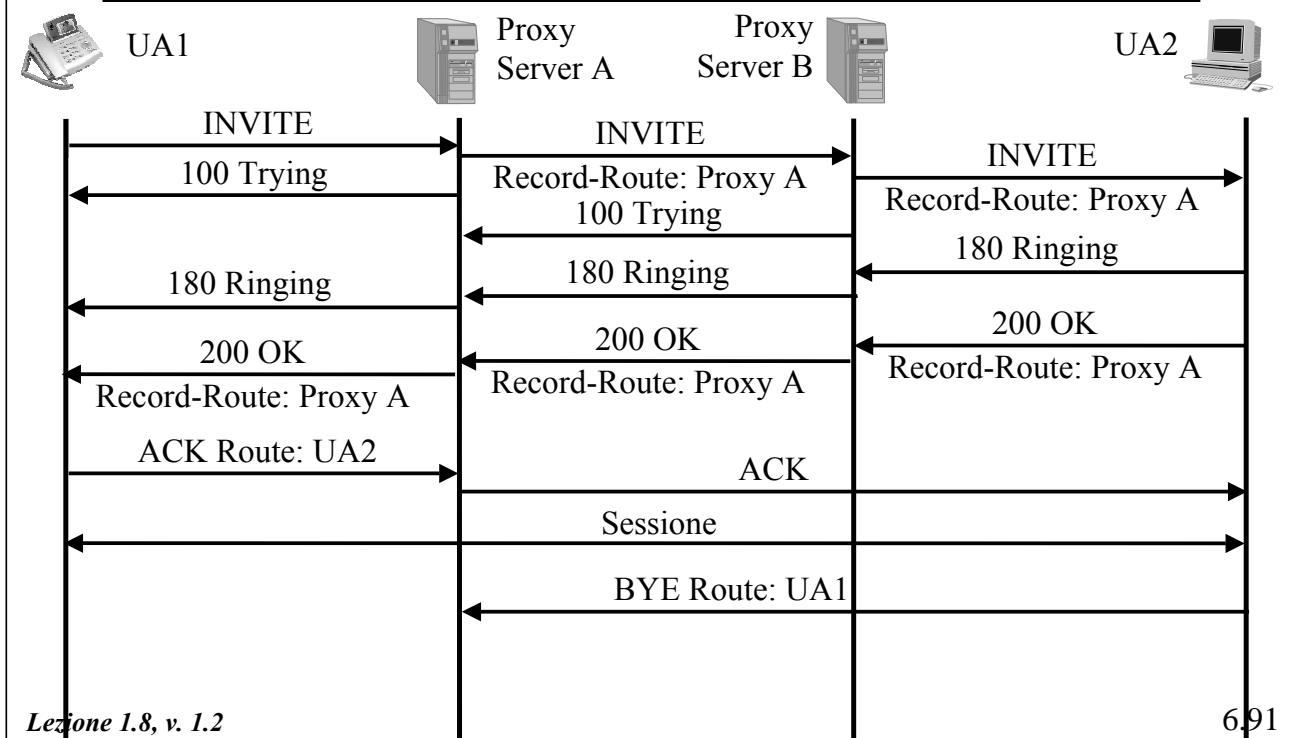 UA1
Proxy
Server A
Proxy
Server B
UA2
INVITE
INVITE
INVITE
100 Trying
Record-Route: Proxy A
Record-Route: Proxy A
100 Trying
180 Ringing
180 Ringing
180 Ringing
200 OK
200 OK
200 OK
Record-Route: Proxy A
Record-Route: Proxy A
Record-Route: Proxy A
ACK Route: UA2
ACK
Sessione
BYE Route: UA1
Lezione 1.8, v. 1.2
6.91